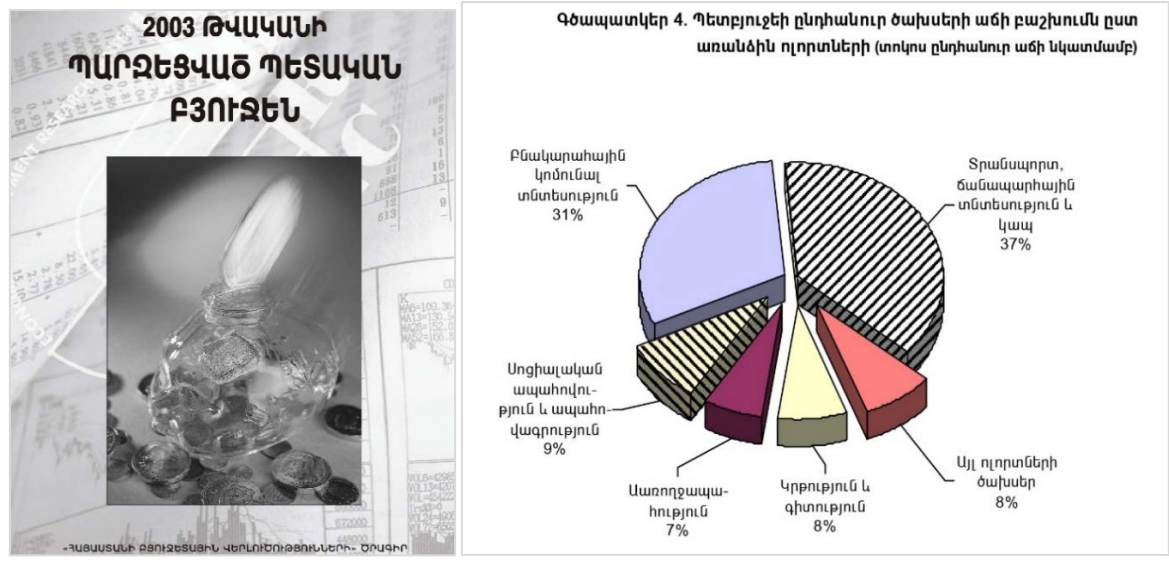 2003 ԹՎԱԿԱՆԻ
ՊԱՐԶԵՑՎԱԾ ՊԵՏԱԿԱՆ
ԲՅՈՒՋԵՆ
«ՀԱՅԱՍՏԱՆԻ ԲՅՈՒՋԵՏԱՅԻՆ ՎԵՐԼՈՒԾՈՒԹՅՈՒՆՆԵՐԻ» ԾՐԱԳԻՐ
Գծապատկեր 4. Պետբյուջեի ընդհանուր ծախսերի աճի բաշխումն ըստ
առանձին ոլորտների (տոկոս ընդհանուր աճի նկատմամբ)
Բնակարահային
կոմունալ
տնտեսություն
31%
Տրանսպորտ,
ճանապարհային
տնտեսություն և
կապ
37%
Սոցիալական
ապահովու-
թյուն և ապահո-
վագրություն
9%
Առողջապա-
հություն
7%
Կրթություն և
գիտություն
8%
Այլ ոլորտների
ծախսեր
8%